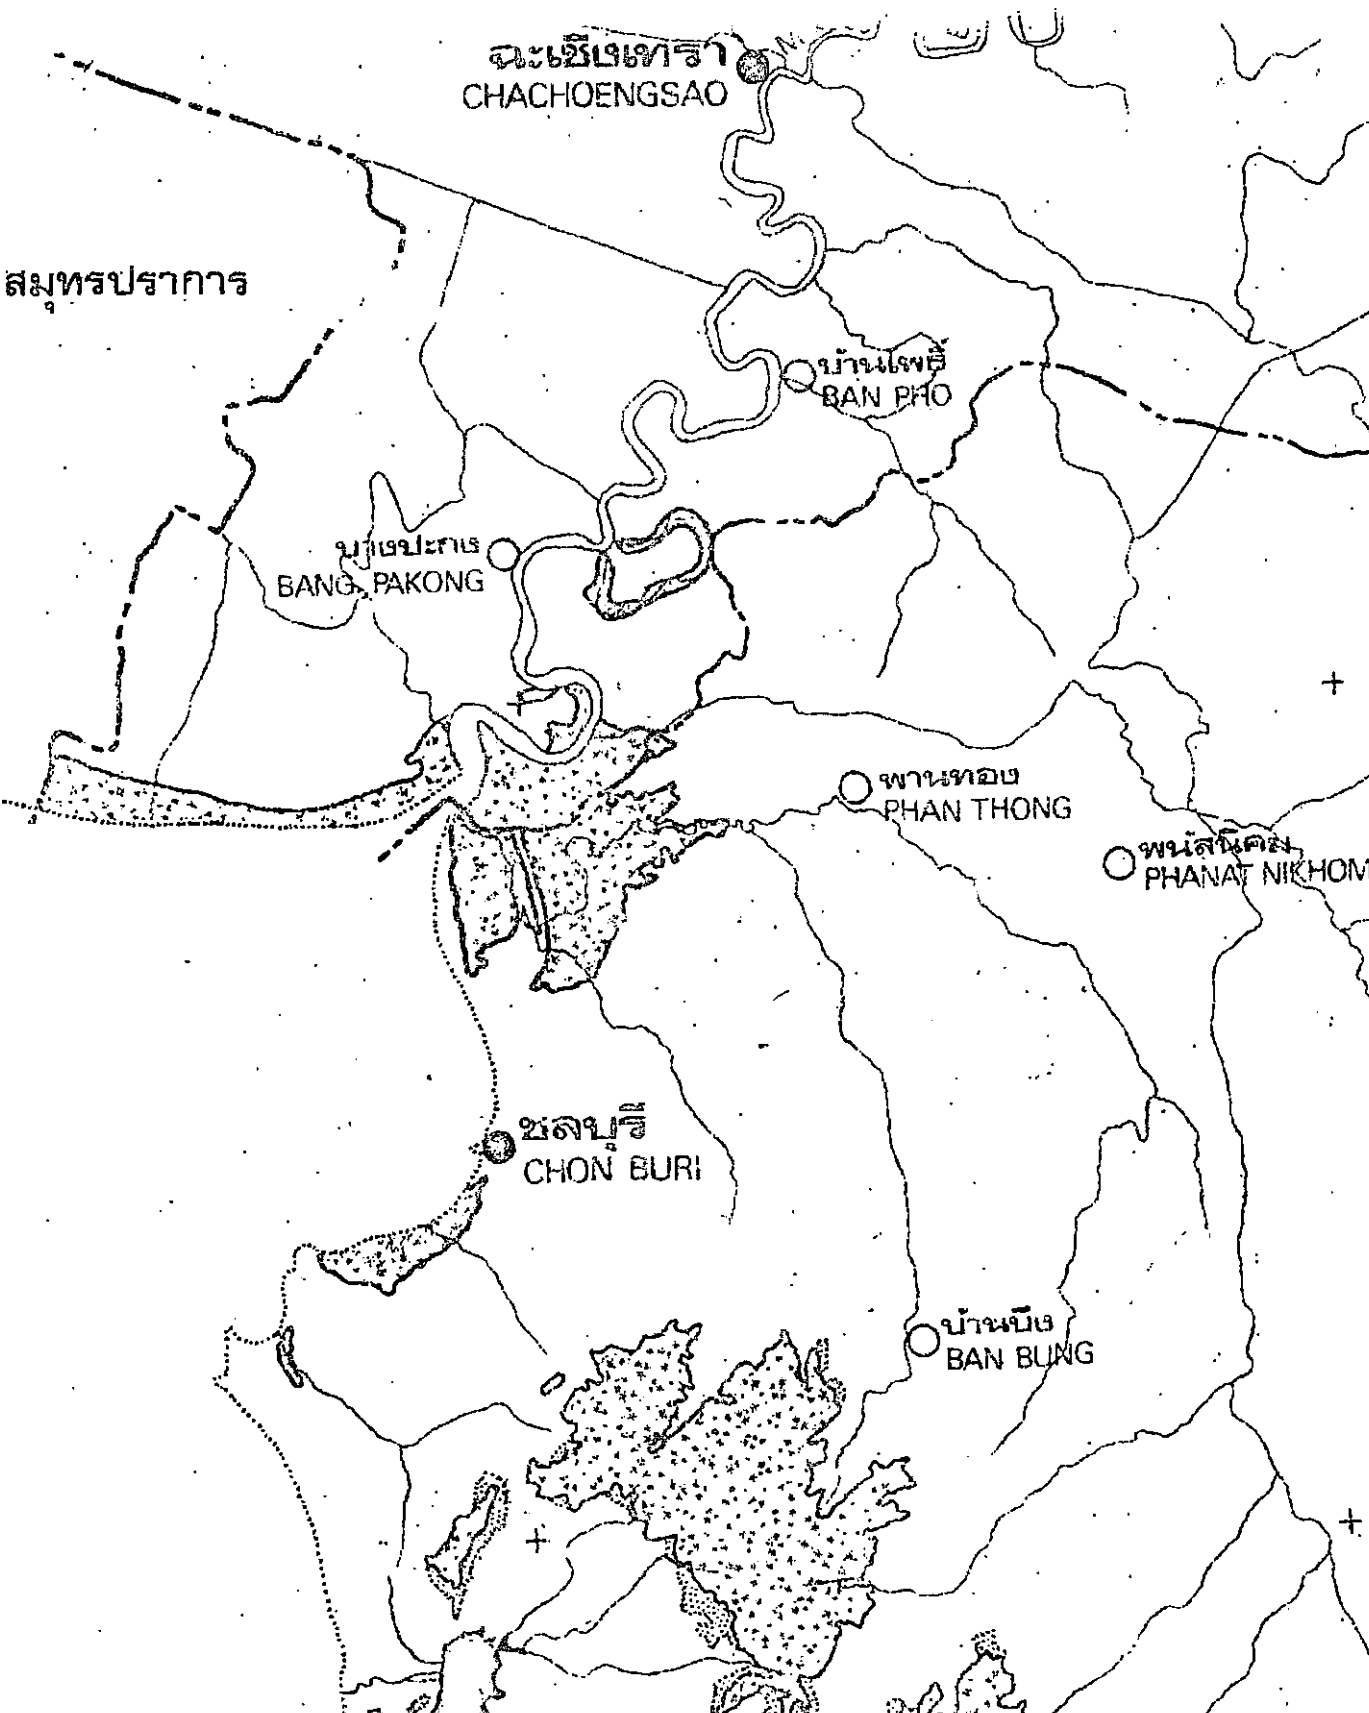 ฉะเชิงเทรา
CHACHOENGSAO
สมุทรปราการ
บ้านโพธิ์
BAN PHO
บางปะกง
BANG PAKONG
พานทอง
PHAN THONG
พนัสนิคม
PHANAT NIKHOM
ชลบุรี
CHON BURI
บ้านบึง
BAN BUNG